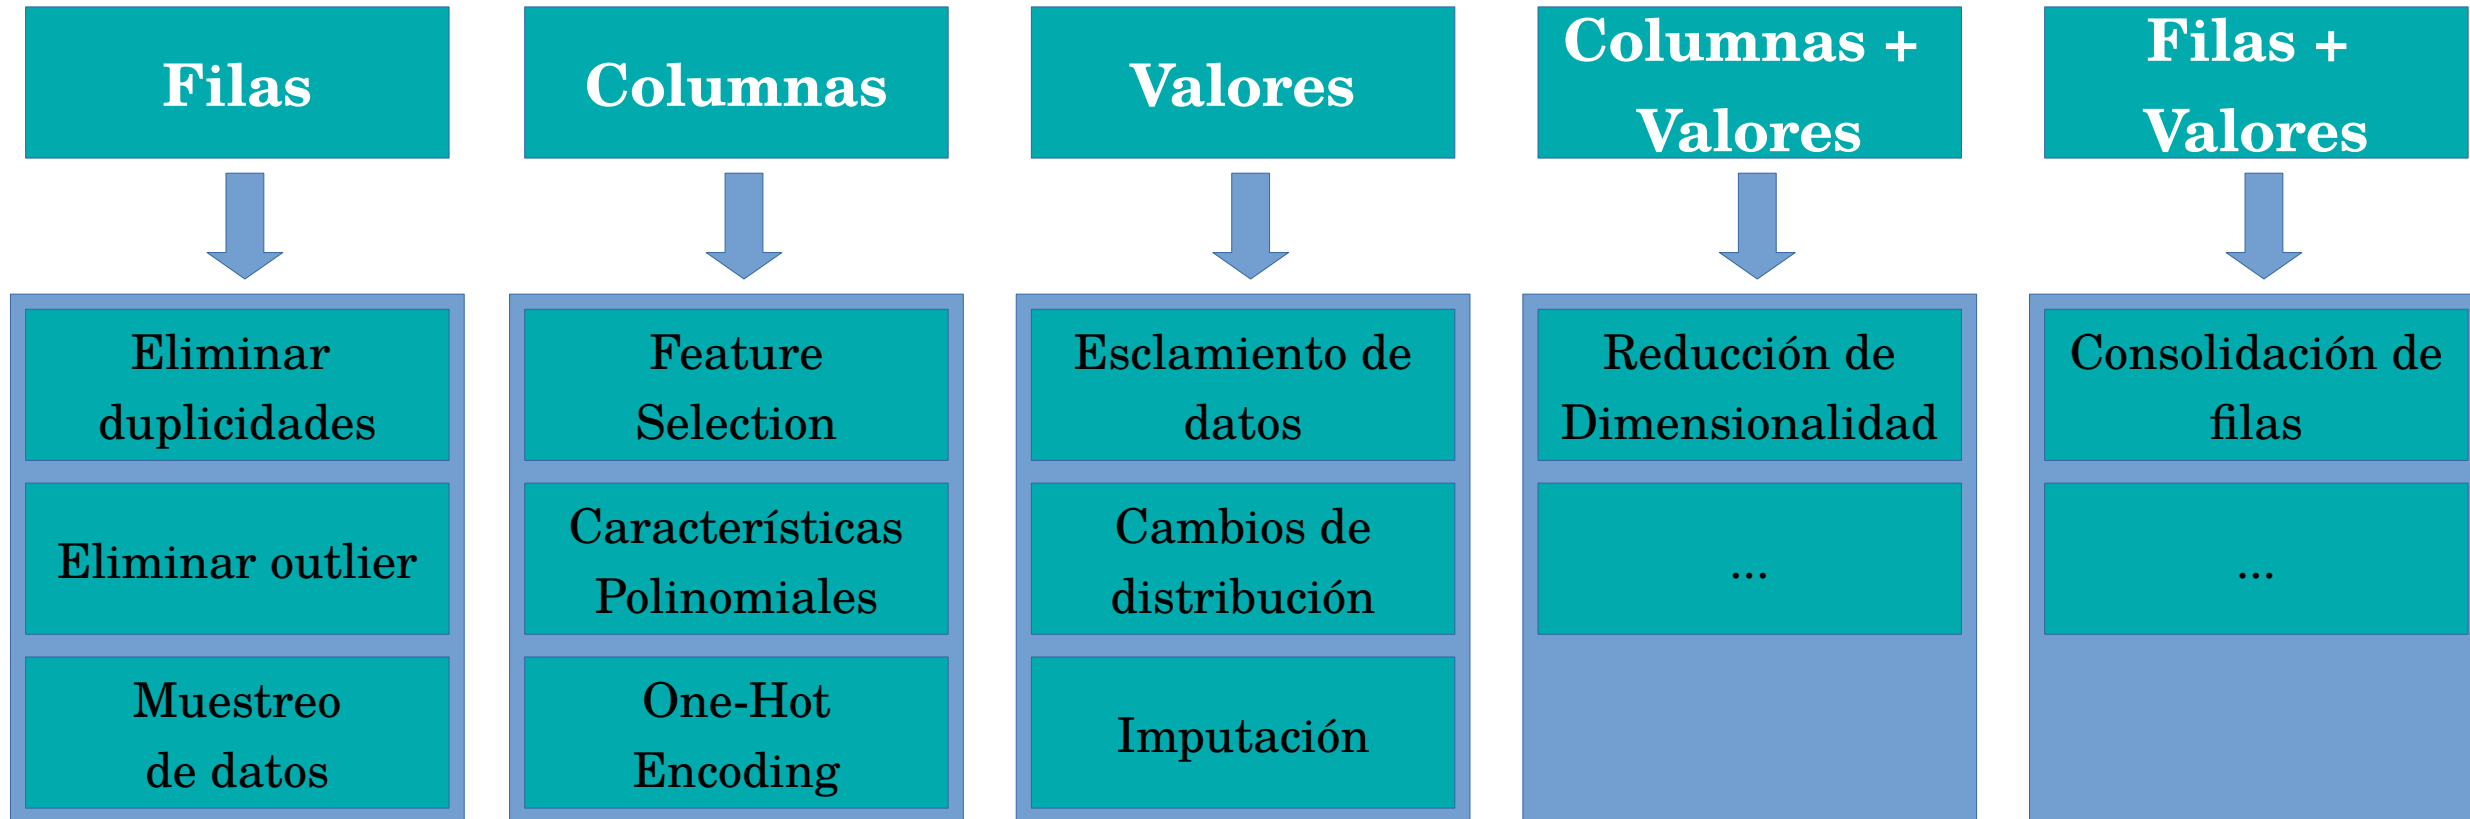 Filas
Columnas
Valores
Columnas +
Valores
Filas +
Valores
Eliminar
duplicidades
Eliminar outlier
Muestreo
de datos
Feature
Selection
Características
Polinomiales
One-Hot
Encoding
Esclamiento de
datos
Cambios de
distribución
Imputación
Reducción de
Dimensionalidad
...
Consolidación de
filas
...